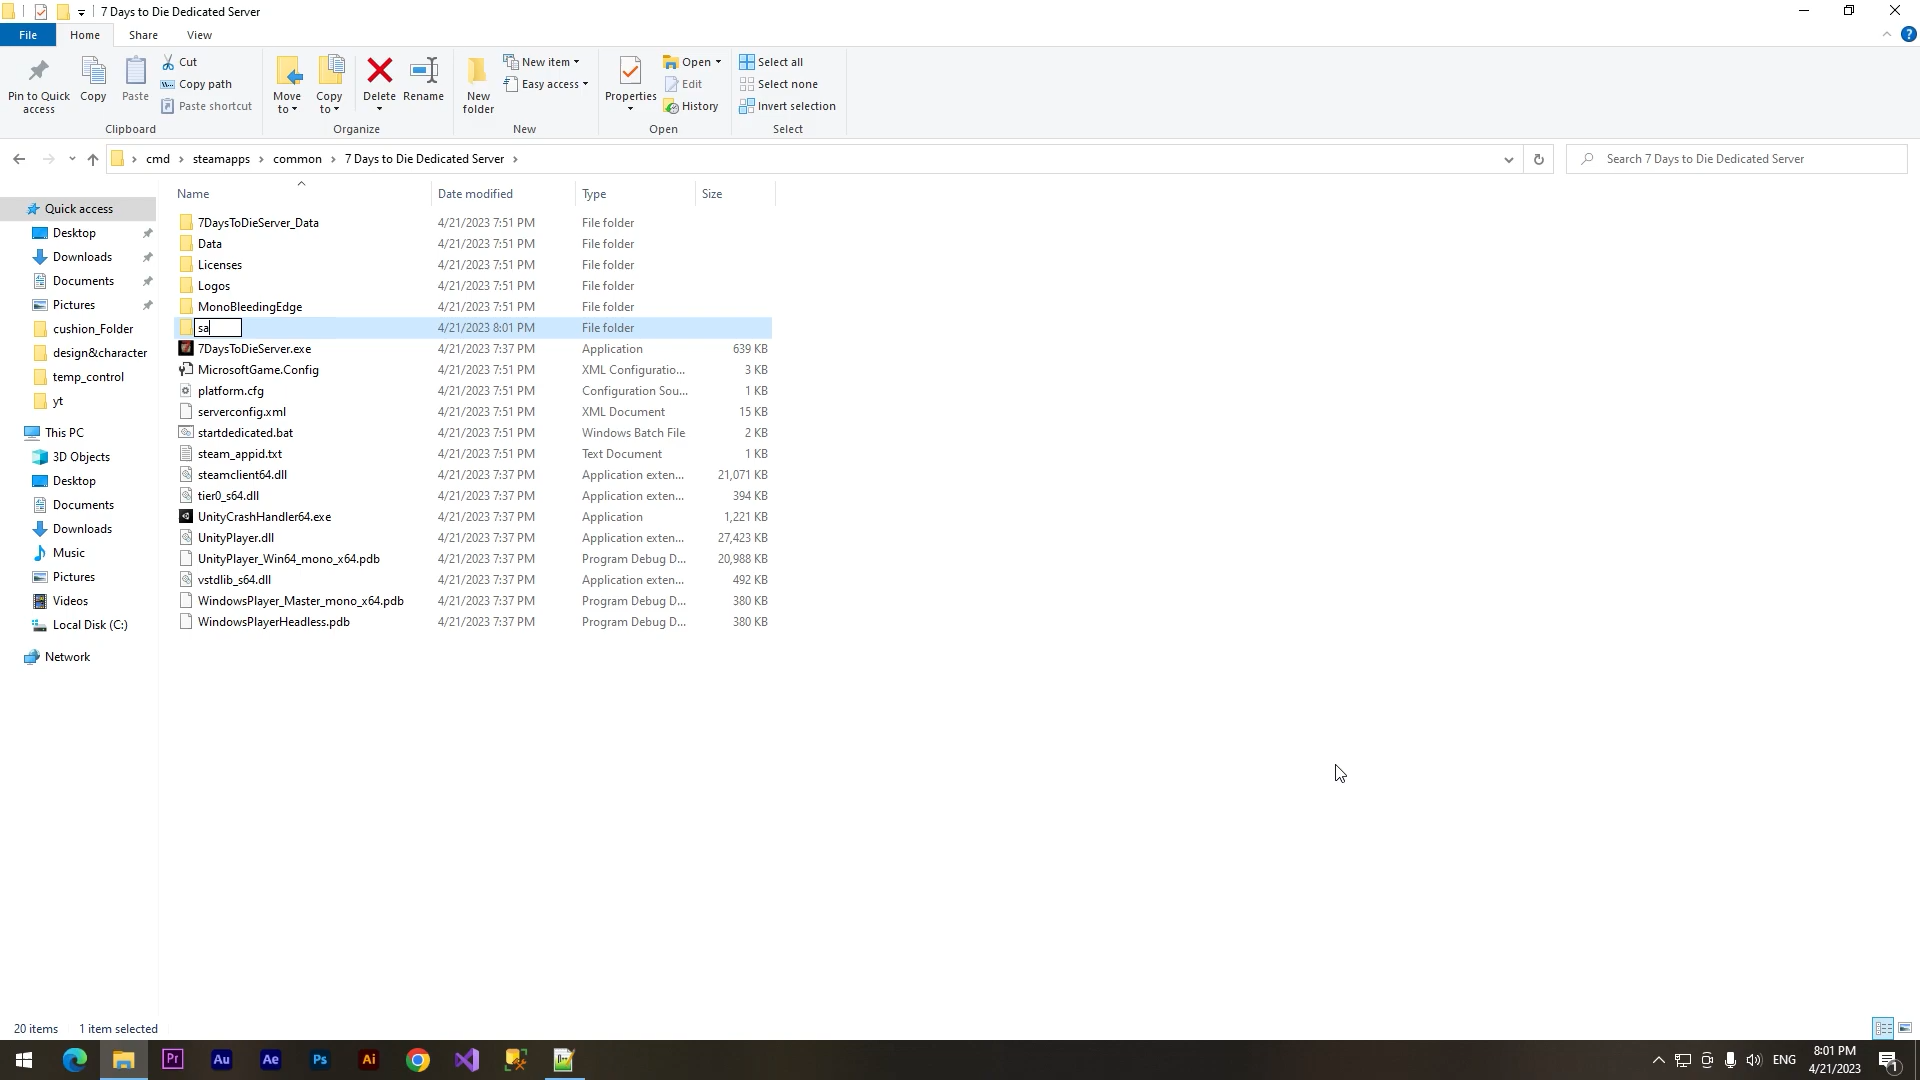 7 Days to Die Dedicated Server
File Home Share View
Pin to Quick access
Copy
Paste
Cut
Copy path
Paste shortcut
Move to
Copy to
Delete
Rename
New folder
New item
Easy access
Properties
Open
Edit
History
Select all
Select none
Invert selection
Clipboard Organize New Open Select
cmd steamapps common 7 Days to Die Dedicated Server
Search 7 Days to Die Dedicated Server
Quick access
Desktop
Downloads
Documents
Pictures
cushion_Folder
design&character
temp_control
yt
This PC
3D Objects
Desktop
Documents
Downloads
Music
Pictures
Videos
Local Disk (C:)
Network
Name Date modified Type Size
7DaysToDieServer_Data 4/21/2023 7:51 PM File folder
Data 4/21/2023 7:51 PM File folder
Licenses 4/21/2023 7:51 PM File folder
Logos 4/21/2023 7:51 PM File folder
MonoBleedingEdge 4/21/2023 7:51 PM File folder
sa 4/21/2023 8:01 PM File folder
7DaysToDieServer.exe 4/21/2023 7:37 PM Application 639 KB
MicrosoftGame.Config 4/21/2023 7:51 PM XML Configuratio... 3 KB
platform.cfg 4/21/2023 7:51 PM Configuration Sou... 1 KB
serverconfig.xml 4/21/2023 7:51 PM XML Document 15 KB
startdedicated.bat 4/21/2023 7:51 PM Windows Batch File 2 KB
steam_appid.txt 4/21/2023 7:51 PM Text Document 1 KB
steamclient64.dll 4/21/2023 7:37 PM Application exten... 21,071 KB
tier0_s64.dll 4/21/2023 7:37 PM Application exten... 394 KB
UnityCrashHandler64.exe 4/21/2023 7:37 PM Application 1,221 KB
UnityPlayer.dll 4/21/2023 7:37 PM Application exten... 27,423 KB
UnityPlayer_Win64_mono_x64.pdb 4/21/2023 7:37 PM Program Debug D... 20,988 KB
vstdlib_s64.dll 4/21/2023 7:37 PM Application exten... 492 KB
WindowsPlayer_Master_mono_x64.pdb 4/21/2023 7:37 PM Program Debug D... 380 KB
WindowsPlayerHeadless.pdb 4/21/2023 7:37 PM Program Debug D... 380 KB
20 items 1 item selected
Pr Au Ae Ps Ai
ENG
8:01 PM
4/21/2023
1